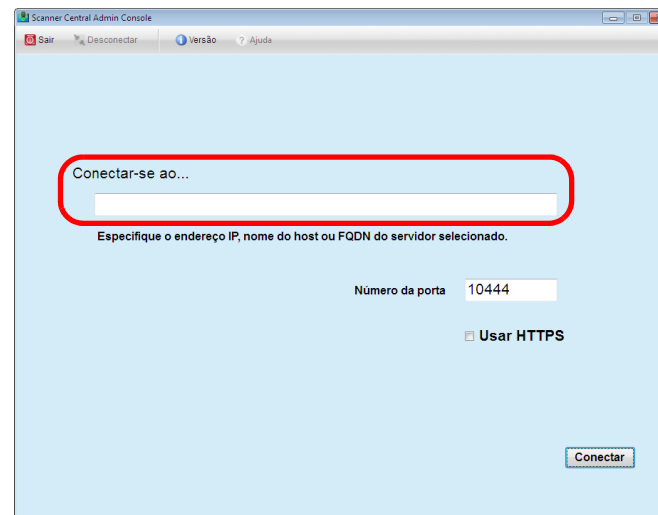 Scanner Central Admin Console
Sair Desconectar Versão Ajuda
Conectar-se ao...
Especifique o endereço IP, nome do host ou FQDN do servidor selecionado.
Número da porta 10444
Usar HTTPS
Conectar